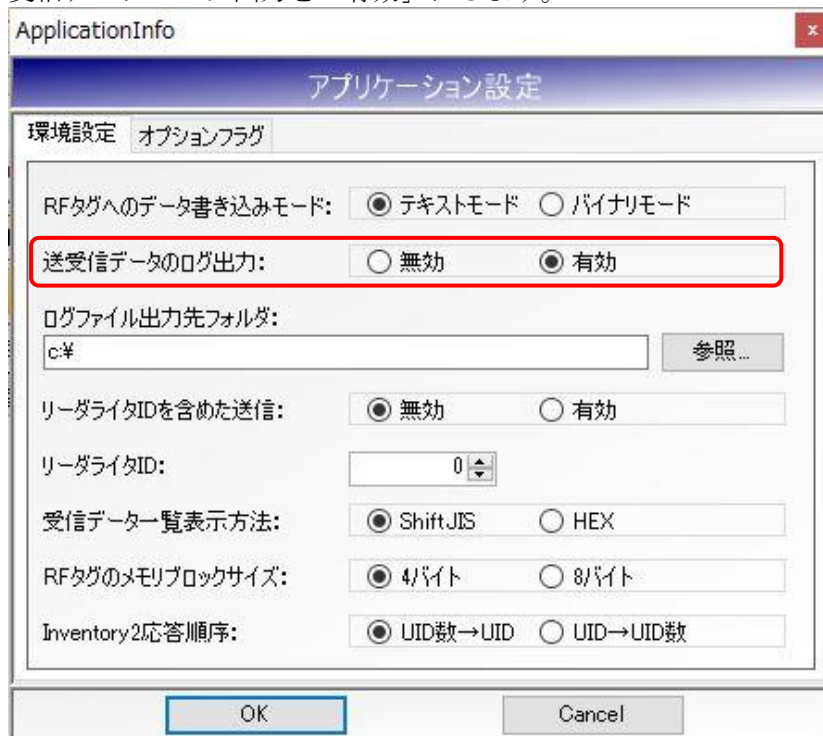 ApplicationInfo x
アプリケーション設定
環境設定 オプションフラグ
RFタグへのデータ書き込みモード: テキストモード バイナリモード
送受信データのログ出力: 無効 有効
ログファイル出力先フォルダ:
c:¥ 参照...
リーダライタIDを含めた送信: 無効 有効
リーダライタID: 0
受信データ一覧表示方法: ShiftJIS HEX
RFタグのメモリブロックサイズ: 4バイト 8バイト
Inventory2応答順序: UID数→UID UID→UID数
OK Cancel